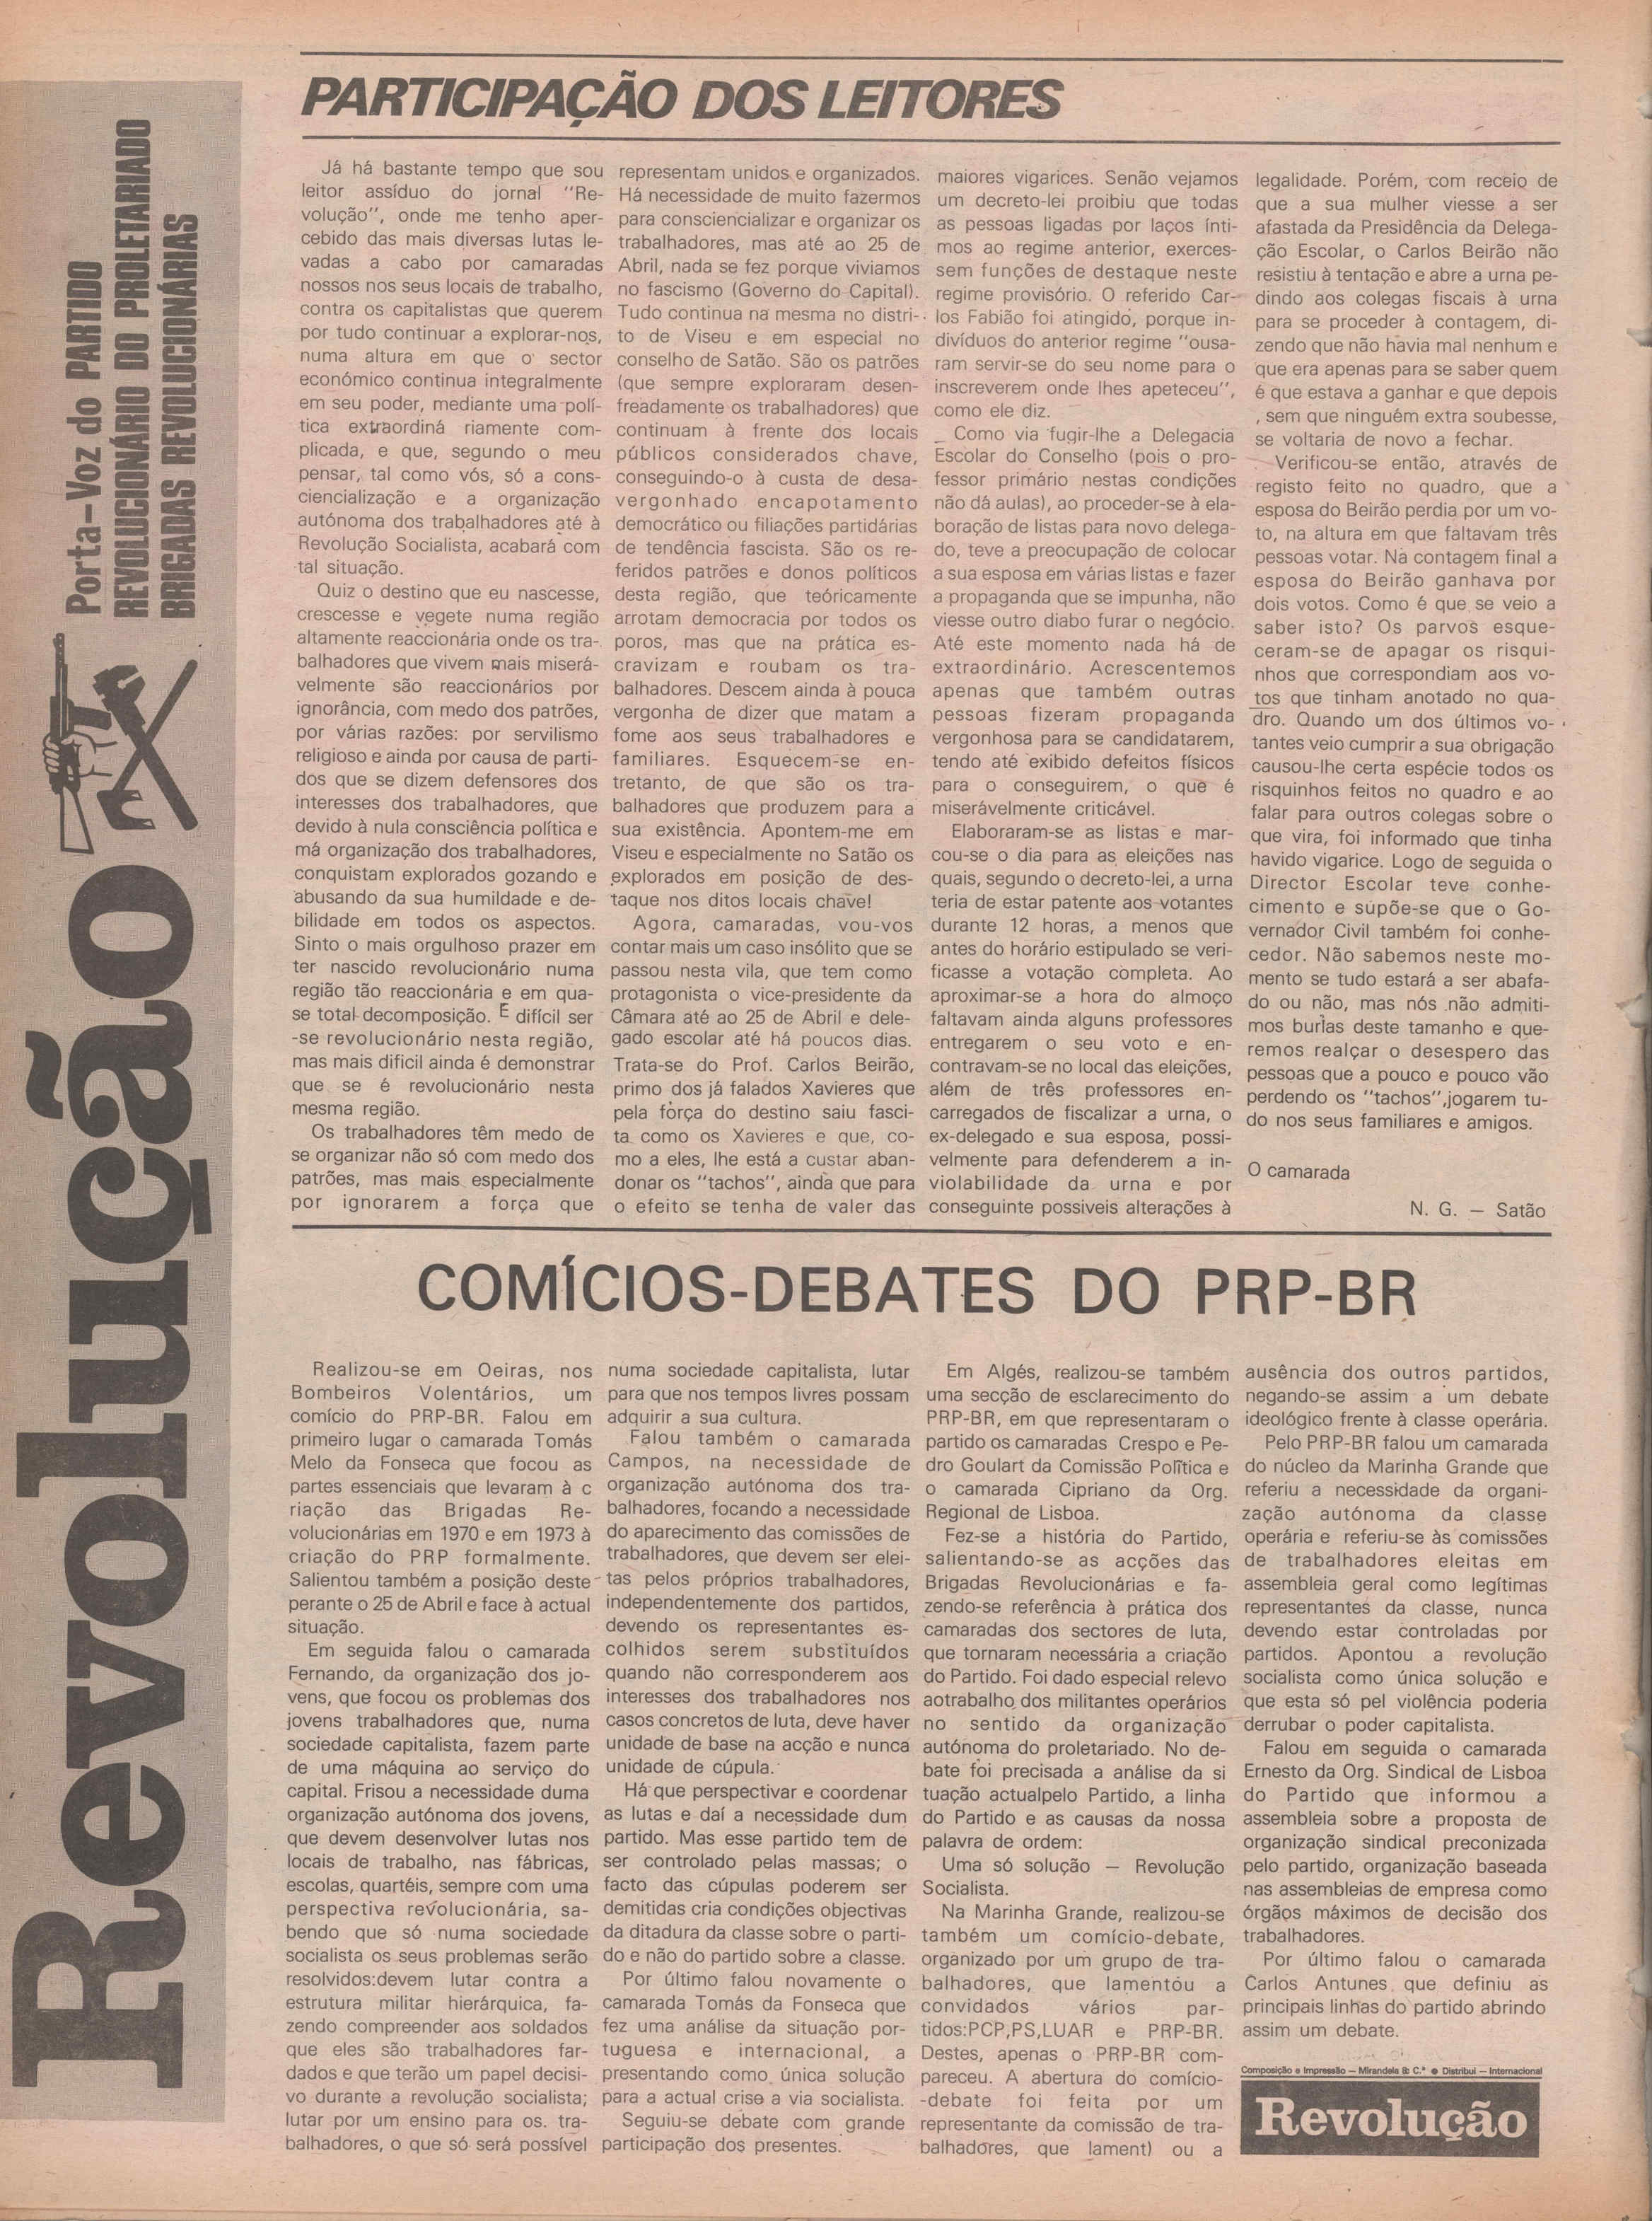 Revolução
Porta-Voz do PARTIDO
REVOLUCIONÁRIO DO PROLETARIADO
BRIGADAS REVOLUCIONÁRIAS
PARTICIPAÇÃO DOS LEITORES
Já há bastante tempo que sou
leitor assíduo do jornal "Re-
volução", onde me tenho aper-
cebido das mais diversas lutas le-
vadas a cabo por camaradas
nossos nos seus locais de trabalho,
contra os capitalistas que querem
por tudo continuar a explorar-nos,
numa altura em que o sector
económico continua integralmente
em seu poder, mediante uma polí-
tica extraordiná riamente com-
plicada, e que, segundo o meu
pensar, tal como vós, só a cons-
ciencialização e a organização
autónoma dos trabalhadores até à
Revolução Socialista, acabará com
tal situação.
Quiz o destino que eu nascesse,
crescesse e vegete numa região
altamente reaccionária onde os tra-
balhadores que vivem mais miserá-
velmente são reaccionários por
ignorância, com medo dos patrões,
por várias razões: por servilismo
religioso e ainda por causa de parti-
dos que se dizem defensores dos
interesses dos trabalhadores, que
devido à nula consciência política e
má organização dos trabalhadores,
conquistam explorados gozando e
abusando da sua humildade e de-
bilidade em todos os aspectos.
Sinto o mais orgulhoso prazer em
ter nascido revolucionário numa
região tão reaccionária e em qua-
se total decomposição. E difícil ser
-se revolucionário nesta região,
mas mais dificil ainda é demonstrar
que se é revolucionário nesta
mesma região.
Os trabalhadores têm medo de
se organizar não só com medo dos
patrões, mas mais especialmente
por ignorarem a força que
representam unidos e organizados.
Há necessidade de muito fazermos
para consciencializar e organizar os
trabalhadores, mas até ao 25 de
Abril, nada se fez porque viviamos
no fascismo (Governo do Capital).
Tudo continua na mesma no distri-
to de Viseu e em especial no
conselho de Satão. São os patrões
(que sempre exploraram desen-
freadamente os trabalhadores) que
continuam à frente dos locais
públicos considerados chave,
conseguindo-o à custa de desa-
vergonhado encapotamento
democrático ou filiações partidárias
de tendência fascista. São os re-
feridos patrões e donos políticos
desta região, que teóricamente
arrotam democracia por todos os
poros, mas que na prática es-
cravizam e roubam os tra-
balhadores. Descem ainda à pouca
vergonha de dizer que matam a
fome aos seus trabalhadores e
familiares. Esquecem-se en-
tretanto, de que são os tra-
balhadores que produzem para a
sua existência. Apontem-me em
Viseu e especialmente no Satão os
explorados em posição de des-
taque nos ditos locais chave!
Agora, camaradas, vou-vos
contar mais um caso insólito que se
passou nesta vila, que tem como
protagonista o vice-presidente da
Câmara até ao 25 de Abril e dele-
gado escolar até há poucos dias.
Trata-se do Prof. Carlos Beirão,
primo dos já falados Xavieres que
pela fòrça do destino saiu fasci-
ta como os Xavieres e que, co-
mo a eles, lhe está a custar aban-
donar os "tachos", ainda que para
o efeito se tenha de valer das
maiores vigarices. Senão vejamos
um decreto-lei proibiu que todas
as pessoas ligadas por laços ínti-
mos ao regime anterior, exerces-
sem funções de destaque neste
regime provisório. O referido Car-
los Fabião foi atingido, porque in-
divíduos do anterior regime "ousa-
ram servir-se do seu nome para o
inscreverem onde lhes apeteceu",
como ele diz.
Como via fugir-lhe a Delegacia
Escolar do Conselho (pois o pro-
fessor primário nestas condições
não dá aulas), ao proceder-se à ela-
boração de listas para novo delega-
do, teve a preocupação de colocar
a sua esposa em várias listas e fazer
a propaganda que se impunha, não
viesse outro diabo furar o negócio.
Até este momento nada há de
extraordinário. Acrescentemos
apenas que também outras
pessoas fizeram propaganda
vergonhosa para se candidatarem,
tendo até exibido defeitos físicos
para o conseguirem, o que é
miserávelmente criticável.
Elaboraram-se as listas e mar-
cou-se o dia para as eleições nas
quais, segundo o decreto-lei, a urna
teria de estar patente aos votantes
durante 12 horas, a menos que
antes do horário estipulado se veri-
ficasse a votação completa. Ao
aproximar-se a hora do almoço
faltavam ainda alguns professores
entregarem o seu voto e en-
contravam-se no local das eleições,
além de três professores en-
carregados de fiscalizar a urna, o
ex-delegado e sua esposa, possi-
velmente para defenderem a in-
violabilidade da urna e por
conseguinte possiveis alterações à
legalidade. Porém, com receio de
que a sua mulher viesse a ser
afastada da Presidência da Delega-
ção Escolar, o Carlos Beirão não
resistiu à tentação e abre a urna pe-
dindo aos colegas fiscais à urna
para se proceder à contagem, di-
zendo que não havia mal nenhum e
que era apenas para se saber quem
é que estava a ganhar e que depois
, sem que ninguém extra soubesse,
se voltaria de novo a fechar.
Verificou-se então, através de
registo feito no quadro, que a
esposa do Beirão perdia por um vo-
to, na altura em que faltavam três
pessoas votar. Na contagem final a
esposa do Beirão ganhava por
dois votos. Como é que se veio a
saber isto? Os parvos esque-
ceram-se de apagar os risqui-
nhos que correspondiam aos vo-
tos que tinham anotado no qua-
dro. Quando um dos últimos vo-
tantes veio cumprir a sua obrigação
causou-lhe certa espécie todos os
risquinhos feitos no quadro e ao
falar para outros colegas sobre o
que vira, foi informado que tinha
havido vigarice. Logo de seguida o
Director Escolar teve conhe-
cimento e supõe-se que o Go-
vernador Civil também foi conhe-
cedor. Não sabemos neste mo-
mento se tudo estará a ser abafa-
do ou não, mas nós não admiti-
mos burlas deste tamanho e que-
remos realçar o desespero das
pessoas que a pouco e pouco vão
perdendo os "tachos",jogarem tu-
do nos seus familiares e amigos.
O camarada
N. G. — Satão
COMÍCIOS-DEBATES DO PRP-BR
Realizou-se em Oeiras, nos
Bombeiros Volentários, um
comício do PRP-BR. Falou em
primeiro lugar o camarada Tomás
Melo da Fonseca que focou as
partes essenciais que levaram à c
riação das Brigadas Re-
volucionárias em 1970 e em 1973 à
criação do PRP formalmente.
Salientou também a posição deste
perante o 25 de Abril e face à actual
situação.
Em seguida falou o camarada
Fernando, da organização dos jo-
vens, que focou os problemas dos
jovens trabalhadores que, numa
sociedade capitalista, fazem parte
de uma máquina ao serviço do
capital. Frisou a necessidade duma
organização autónoma dos jovens,
que devem desenvolver lutas nos
locais de trabalho, nas fábricas,
escolas, quartéis, sempre com uma
perspectiva revolucionária, sa-
bendo que só numa sociedade
socialista os seus problemas serão
resolvidos:devem lutar contra a
estrutura militar hierárquica, fa-
zendo compreender aos soldados
que eles são trabalhadores far-
dados e que terão um papel decisi-
vo durante a revolução socialista;
lutar por um ensino para os. tra-
balhadores, o que só será possível
numa sociedade capitalista, lutar
para que nos tempos livres possam
adquirir a sua cultura.
Falou também o camarada
Campos, na necessidade de
organização autónoma dos tra-
balhadores, focando a necessidade
do aparecimento das comissões de
trabalhadores, que devem ser elei-
tas pelos próprios trabalhadores,
independentemente dos partidos,
devendo os representantes es-
colhidos serem substituídos
quando não corresponderem aos
interesses dos trabalhadores nos
casos concretos de luta, deve haver
unidade de base na acção e nunca
unidade de cúpula.
Há que perspectivar e coordenar
as lutas e daí a necessidade dum
partido. Mas esse partido tem de
ser controlado pelas massas; o
facto das cúpulas poderem ser
demitidas cria condições objectivas
da ditadura da classe sobre o parti-
do e não do partido sobre a classe.
Por último falou novamente o
camarada Tomás da Fonseca que
fez uma análise da situação por-
tuguesa e internacional, a
presentando como única solução
para a actual crise a via socialista.
Seguiu-se debate com grande
participação dos presentes.
Em Algés, realizou-se também
uma secção de esclarecimento do
PRP-BR, em que representaram o
partido os camaradas Crespo e Pe-
dro Goulart da Comissão Política e
o camarada Cipriano da Org.
Regional de Lisboa.
Fez-se a história do Partido,
salientando-se as acções das
Brigadas Revolucionárias e fa-
zendo-se referência à prática dos
camaradas dos sectores de luta,
que tornaram necessária a criação
do Partido. Foi dado especial relevo
aotrabalho dos militantes operários
no sentido da organização
autónoma do proletariado. No de-
bate foi precisada a análise da si
tuação actualpelo Partido, a linha
do Partido e as causas da nossa
palavra de ordem:
Uma só solução — Revolução
Socialista.
Na Marinha Grande, realizou-se
também um comício-debate,
organizado por um grupo de tra-
balhadores, que lamentou a
convidados vários par-
tidos:PCP,PS,LUAR e PRP-BR.
Destes, apenas o PRP-BR com-
pareceu. A abertura do comício-
-debate foi feita por um
representante da comissão de tra-
balhadores, que lament) ou a
ausência dos outros partidos,
negando-se assim a um debate
ideológico frente à classe operária.
Pelo PRP-BR falou um camarada
do núcleo da Marinha Grande que
referiu a necessidade da organi-
zação autónoma da classe
operária e referiu-se às comissões
de trabalhadores eleitas em
assembleia geral como legítimas
representantes da classe, nunca
devendo estar controladas por
partidos. Apontou a revolução
socialista como única solução e
que esta só pel violência poderia
derrubar o poder capitalista.
Falou em seguida o camarada
Ernesto da Org. Sindical de Lisboa
do Partido que informou a
assembleia sobre a proposta de
organização sindical preconizada
pelo partido, organização baseada
nas assembleias de empresa como
órgãos máximos de decisão dos
trabalhadores.
Por último falou o camarada
Carlos Antunes que definiu as
principais linhas do partido abrindo
assim um debate.
Composição e Impressão — Mirandela & C.ª ● Distribui — Internacional
Revolução